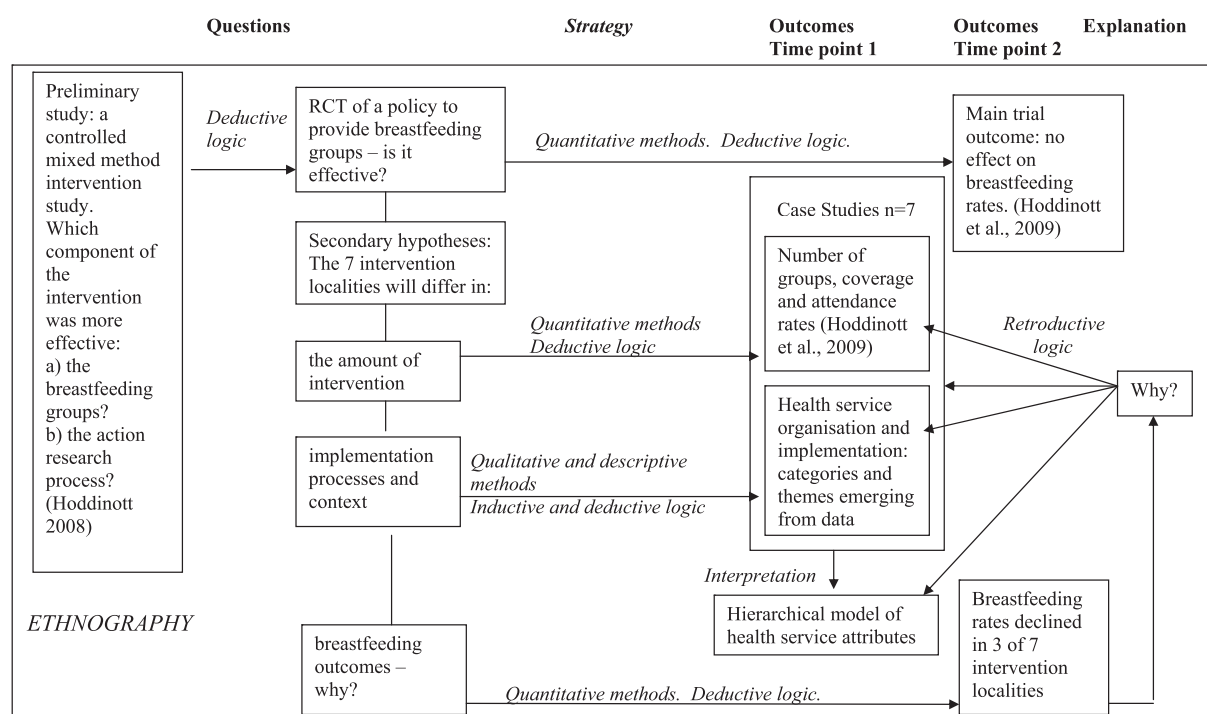 Questions
Strategy
Outcomes
Time point 1
Outcomes
Time point 2
Explanation
Preliminary
study: a
controlled
mixed method
intervention
study.
Which
component of
the
intervention
was more
effective:
a) the
breastfeeding
groups?
b) the action
research
process?
(Hoddinott
2008)
ETHNOGRAPHY
Deductive
logic
RCT of a policy to
provide breastfeeding
groups – is it
effective?
Secondary hypotheses:
The 7 intervention
localities will differ in:
the amount of
intervention
implementation
processes and
context
breastfeeding
outcomes –
why?
Quantitative methods. Deductive logic.
Quantitative methods
Deductive logic
Qualitative and descriptive
methods
Inductive and deductive logic
Quantitative methods. Deductive logic.
Case Studies n=7
Number of
groups, coverage
and attendance
rates (Hoddinott
et al., 2009)
Health service
organisation and
implementation:
categories and
themes emerging
from data
Interpretation
Hierarchical model of
health service attributes
Main trial
outcome: no
effect on
breastfeeding
rates. (Hoddinott
et al., 2009)
Retroductive
logic
Why?
Breastfeeding
rates declined
in 3 of 7
intervention
localities